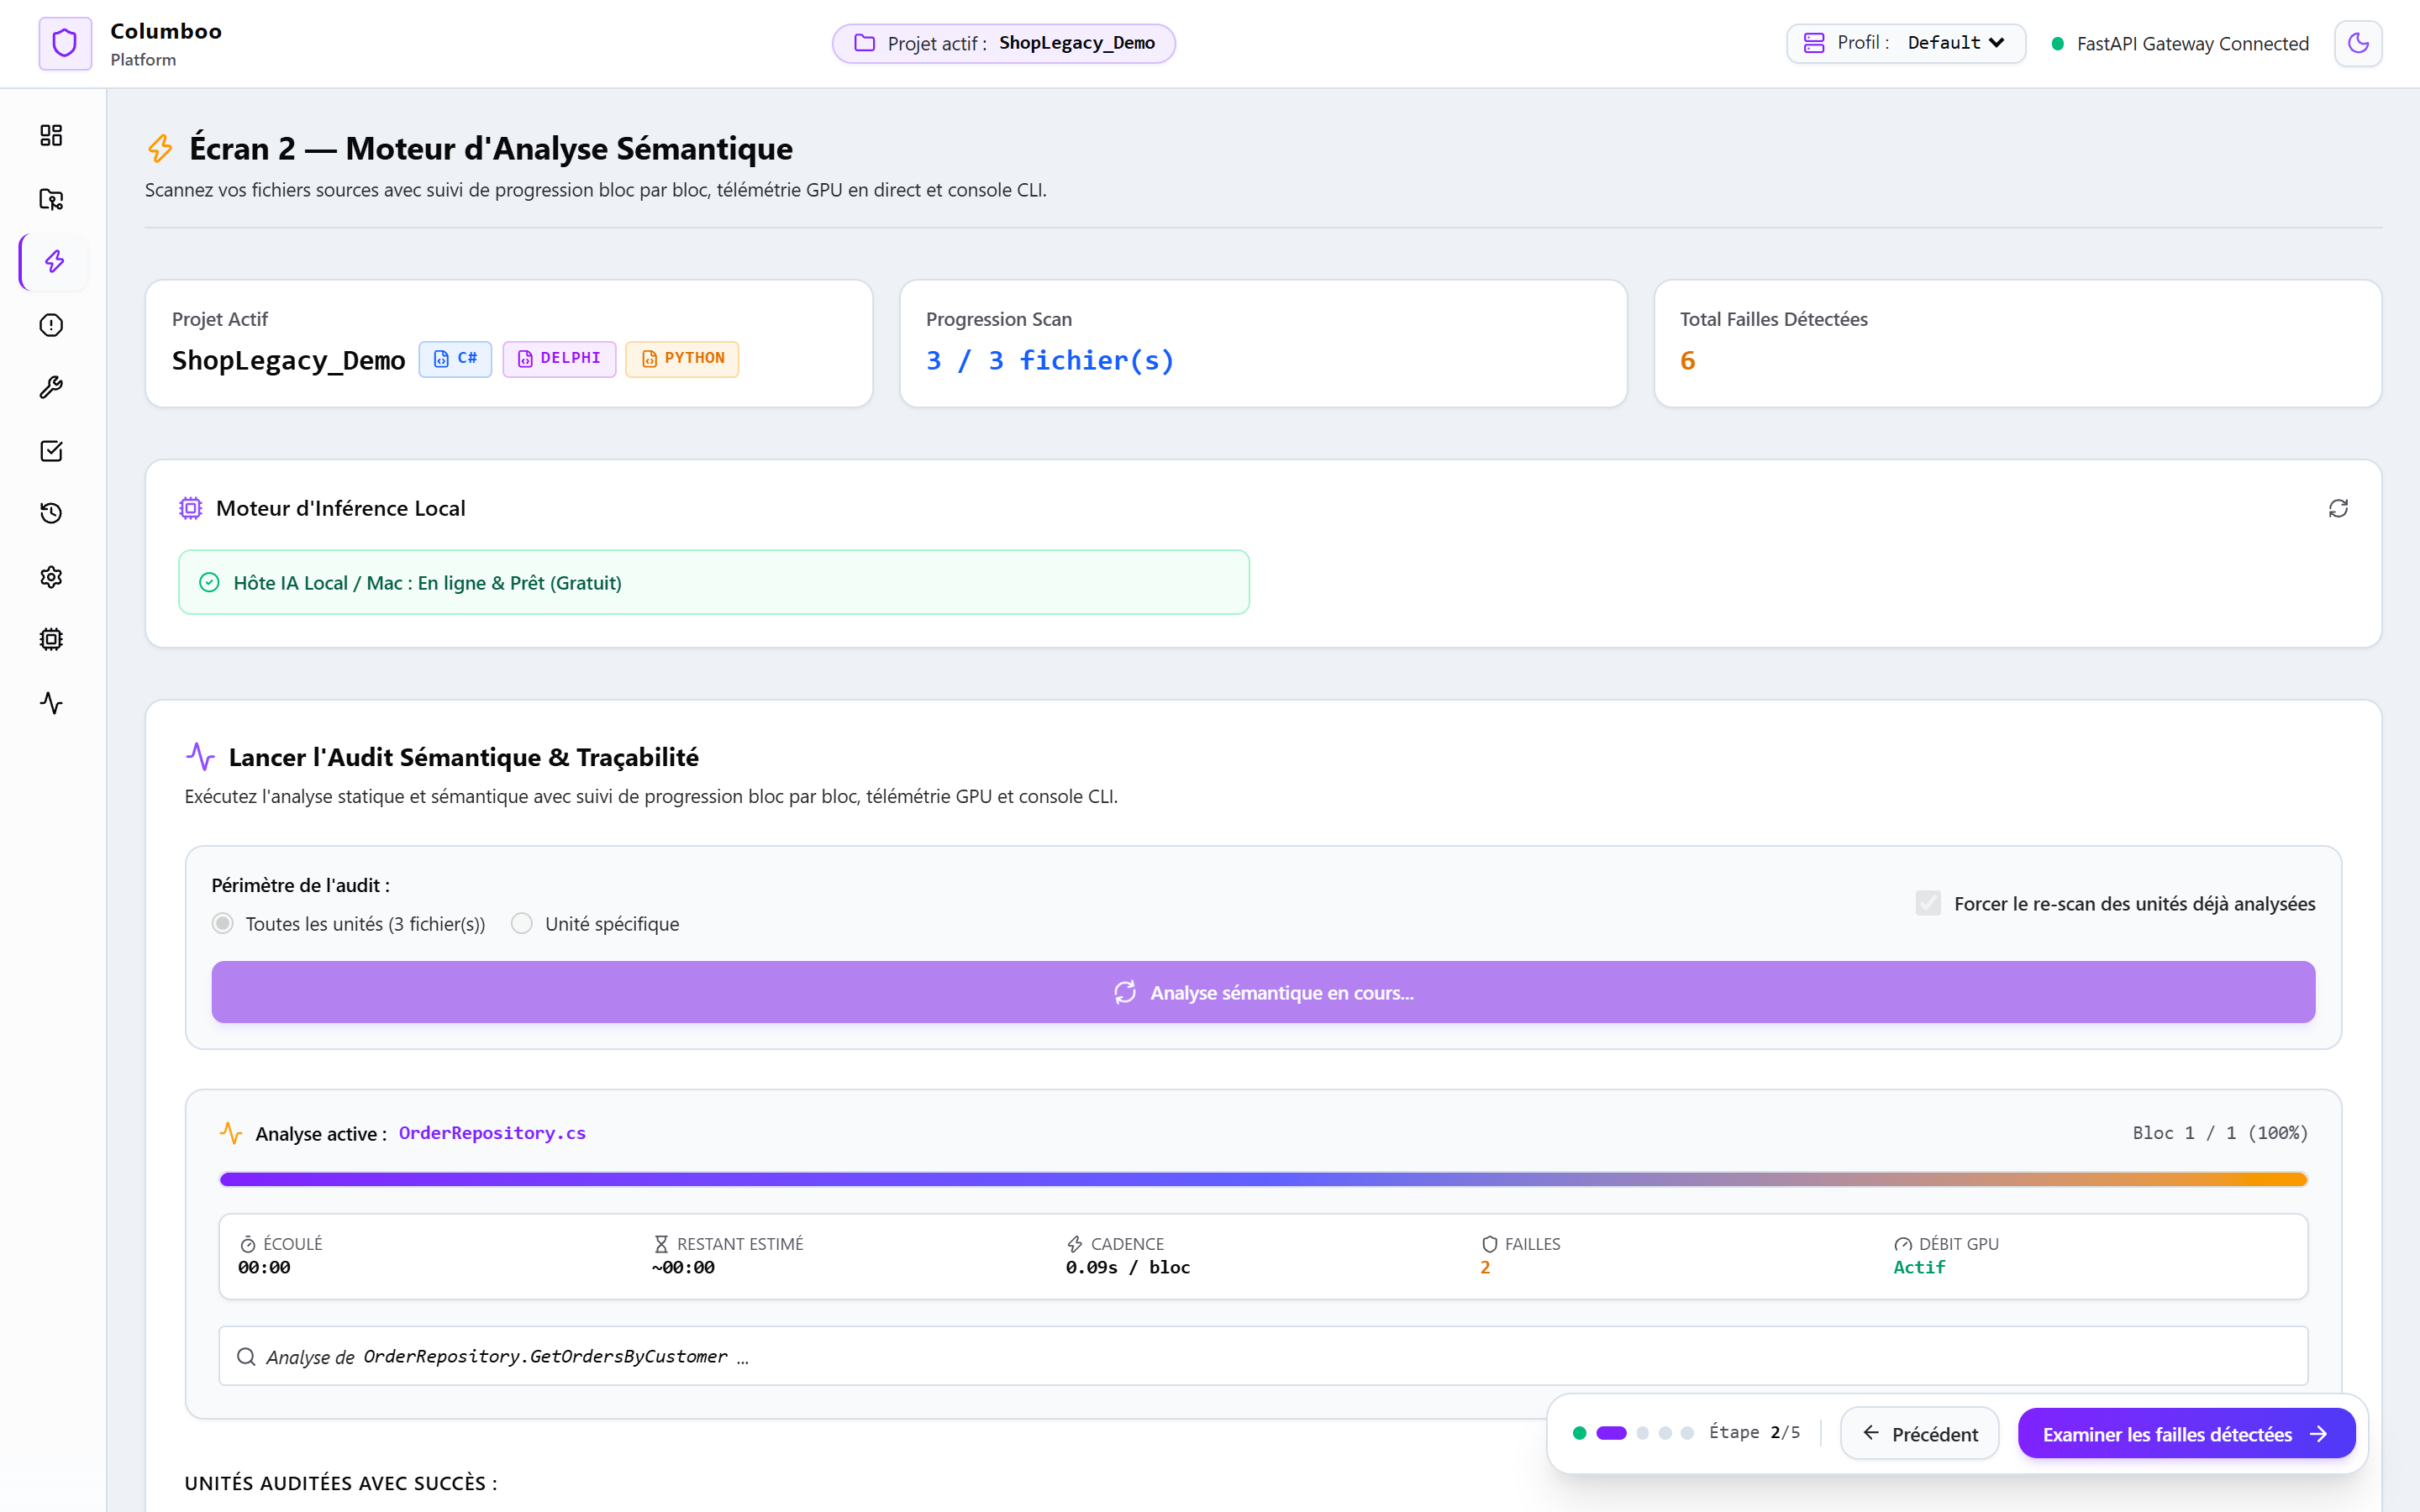 Columboo
Platform
Projet actif : ShopLegacy_Demo
Profil : Default
FastAPI Gateway Connected
Écran 2 — Moteur d'Analyse Sémantique
Scannez vos fichiers sources avec suivi de progression bloc par bloc, télémétrie GPU en direct et console CLI.
Projet Actif
ShopLegacy_Demo C# DELPHI PYTHON
Progression Scan
3 / 3 fichier(s)
Total Failles Détectées
6
Moteur d'Inférence Local
Hôte IA Local / Mac : En ligne & Prêt (Gratuit)
Lancer l'Audit Sémantique & Traçabilité
Exécutez l'analyse statique et sémantique avec suivi de progression bloc par bloc, télémétrie GPU et console CLI.
Périmètre de l'audit :
Toutes les unités (3 fichier(s)) Unité spécifique
Forcer le re-scan des unités déjà analysées
Analyse sémantique en cours...
Analyse active : OrderRepository.cs
Bloc 1 / 1 (100%)
ÉCOULÉ
00:00
RESTANT ESTIMÉ
~00:00
CADENCE
0.09s / bloc
FAILLES
2
DÉBIT GPU
Actif
Analyse de OrderRepository.GetOrdersByCustomer ...
Étape 2/5
Précédent
Examiner les failles détectées
UNITÉS AUDITÉES AVEC SUCCÈS :